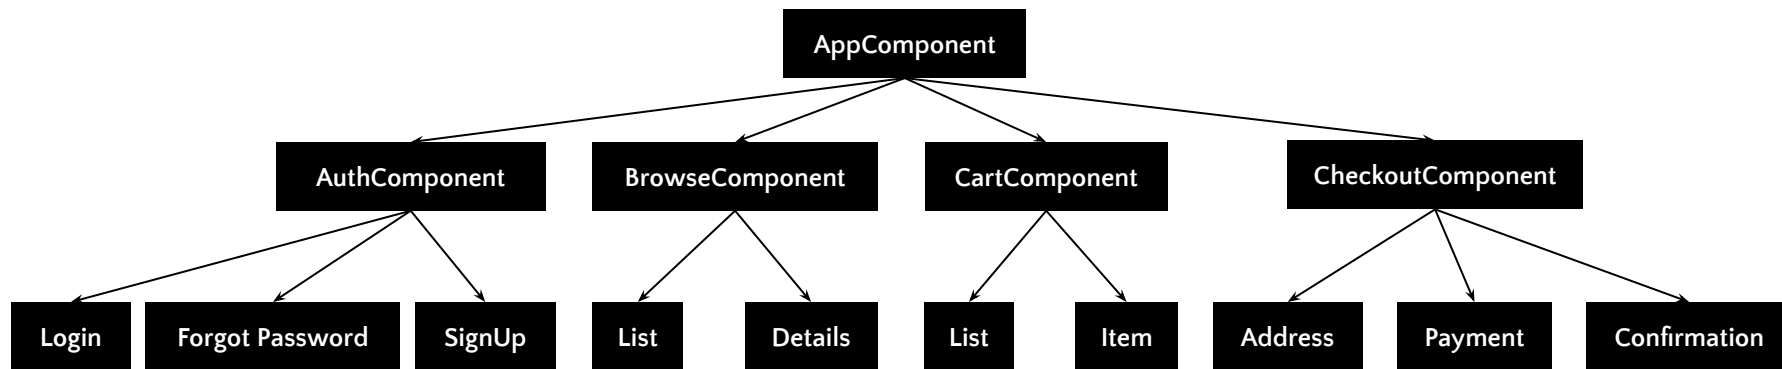 AppComponent
AuthComponent
BrowseComponent
CartComponent
CheckoutComponent
Login
Forgot Password
SignUp
List
Details
List
Item
Address
Payment
Confirmation